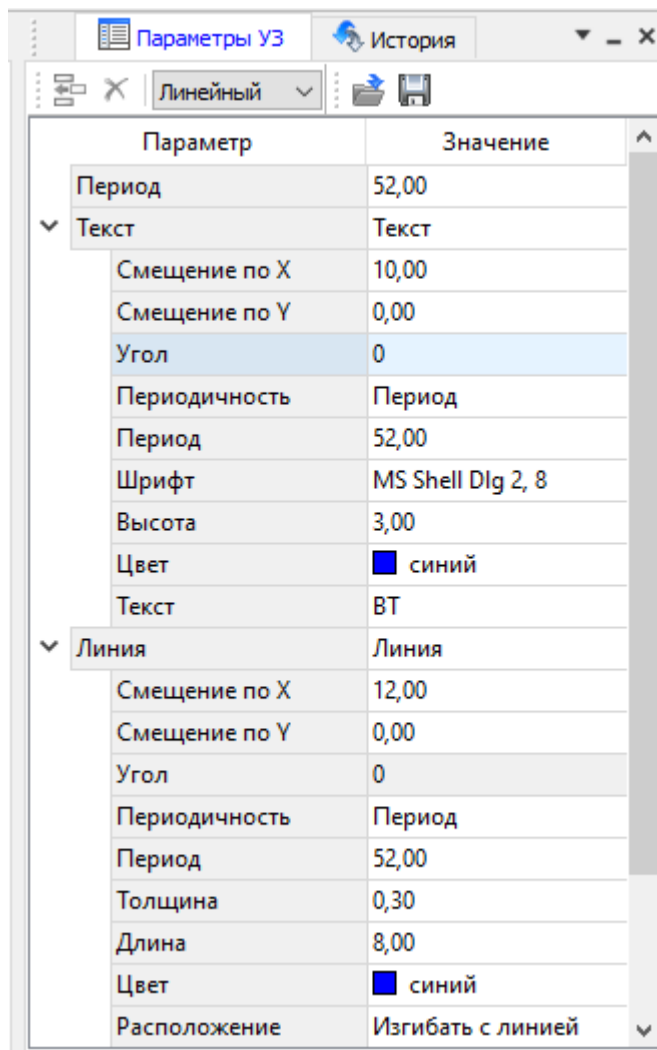 Параметры УЗ История
Линейный
Параметр Значение
Период 52,00
Текст Текст
Смещение по X 10,00
Смещение по Y 0,00
Угол 0
Периодичность Период
Период 52,00
Шрифт MS Shell Dlg 2, 8
Высота 3,00
Цвет синий
Текст ВТ
Линия Линия
Смещение по X 12,00
Смещение по Y 0,00
Угол 0
Периодичность Период
Период 52,00
Толщина 0,30
Длина 8,00
Цвет синий
Расположение Изгибать с линией